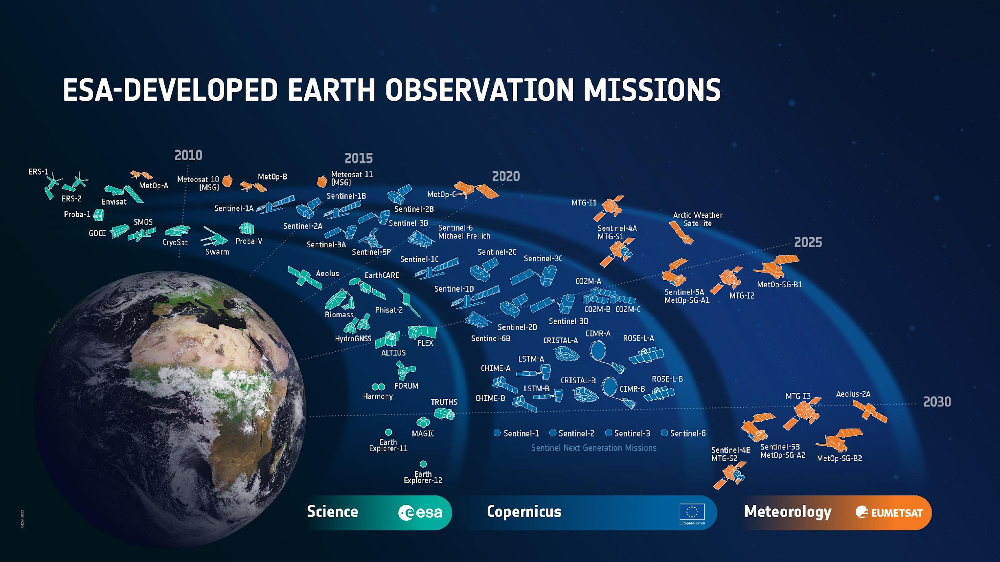 ESA-DEVELOPED EARTH OBSERVATION MISSIONS
2010
2015
2020
2025
2030
ERS-1
ERS-2
MetOp-A
Envisat
Proba-1
GOCE
SMOS
CryoSat
Swarm
Proba-V
Meteosat 10
(MSG)
MetOp-B
Meteosat 11
(MSG)
Sentinel-1A
Sentinel-1B
Sentinel-2A
Sentinel-2B
Sentinel-3A
Sentinel-3B
Sentinel-5P
MetOp-C
Sentinel-6
Michael Freilich
Sentinel-1C
Sentinel-2C
Sentinel-3C
Sentinel-1D
Sentinel-2D
Sentinel-3D
Sentinel-6B
CO2M-A
CO2M-B
CO2M-C
MTG-I1
Sentinel-4A
MTG-S1
Arctic Weather
Satellite
Sentinel-5A
MetOp-SG-A1
MTG-I2
MetOp-SG-B1
Aeolus
EarthCARE
Biomass
Phisat-2
HydroGNSS
ALTIUS
FLEX
FORUM
Harmony
TRUTHS
MAGIC
Earth
Explorer-11
Earth
Explorer-12
CHIME-A
CHIME-B
LSTM-A
LSTM-B
CRISTAL-A
CRISTAL-B
CIMR-A
CIMR-B
ROSE-L-A
ROSE-L-B
Sentinel-1
Sentinel-2
Sentinel-3
Sentinel-6
Sentinel Next Generation Missions
MTG-I3
Aeolus-2A
Sentinel-4B
MTG-S2
Sentinel-5B
MetOp-SG-A2
MetOp-SG-B2
Science
esa
Copernicus
European Union
Meteorology
EUMETSAT
© EUMETSAT
©ESA 2023